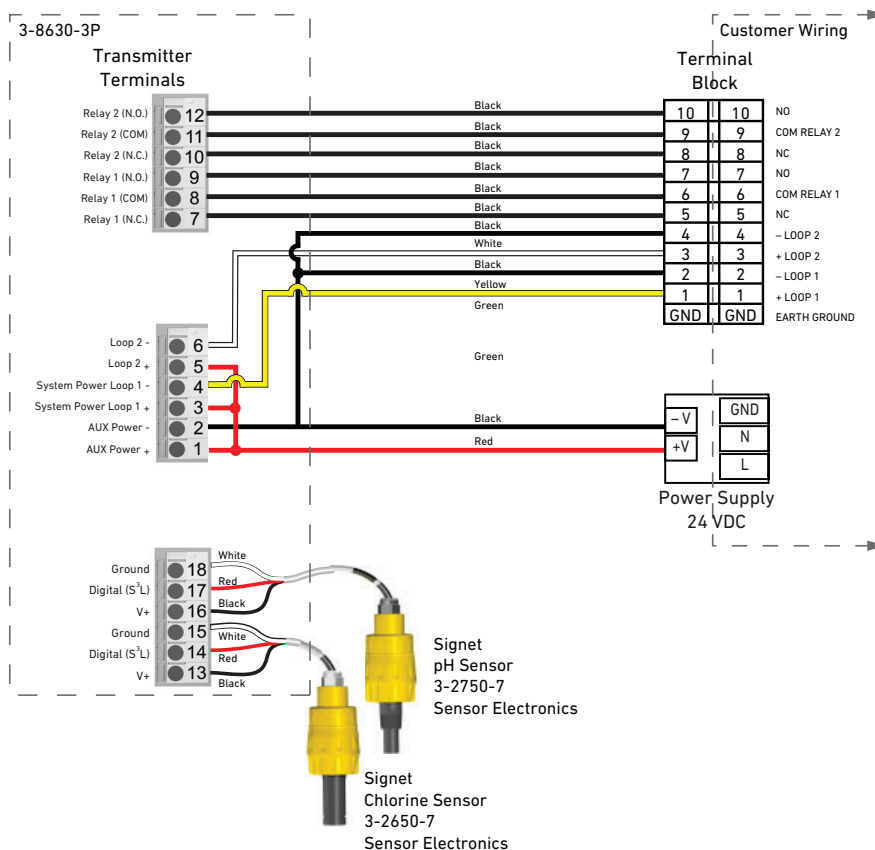 3-8630-3P
Customer Wiring
Transmitter
Terminals
Terminal
Block
Relay 2 (N.O.)
12
Black
10
10
NO
Relay 2 (COM)
11
Black
9
9
COM RELAY 2
Relay 2 (N.C.)
10
Black
8
8
NC
Relay 1 (N.O.)
9
Black
7
7
NO
Relay 1 (COM)
8
Black
6
6
COM RELAY 1
Relay 1 (N.C.)
7
Black
5
5
NC
Black
4
4
– LOOP 2
White
3
3
+ LOOP 2
Black
2
2
– LOOP 1
Yellow
1
1
+ LOOP 1
Green
GND
GND
EARTH GROUND
Loop 2 -
6
Green
Loop 2 +
5
System Power Loop 1 -
4
System Power Loop 1 +
3
AUX Power -
2
Black
– V
GND
AUX Power +
1
Red
+V
N
L
Power Supply
24 VDC
Ground
18
White
Digital (S³L)
17
Red
V+
16
Black
Ground
15
White
Digital (S³L)
14
Red
V+
13
Black
Signet
pH Sensor
3-2750-7
Sensor Electronics
Signet
Chlorine Sensor
3-2650-7
Sensor Electronics